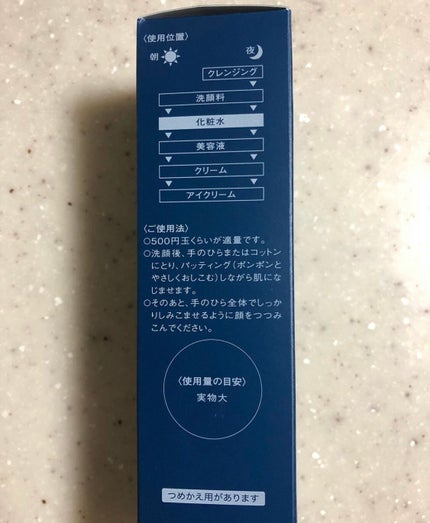 〈使用位置〉
朝 夜
クレンジング
洗顔料
化粧水
美容液
クリーム
アイクリーム
〈ご使用法〉
○500円玉くらいが適量です。
○洗顔後、手のひらまたはコットン
にとり、パッティング(ポンポンと
やさしくおしこむ)しながら肌にな
じませます。
○そのあと、手のひら全体でしっか
りしみこませるように顔をつつみ
こんでください。
〈使用量の目安〉
実物大
つめかえ用があります